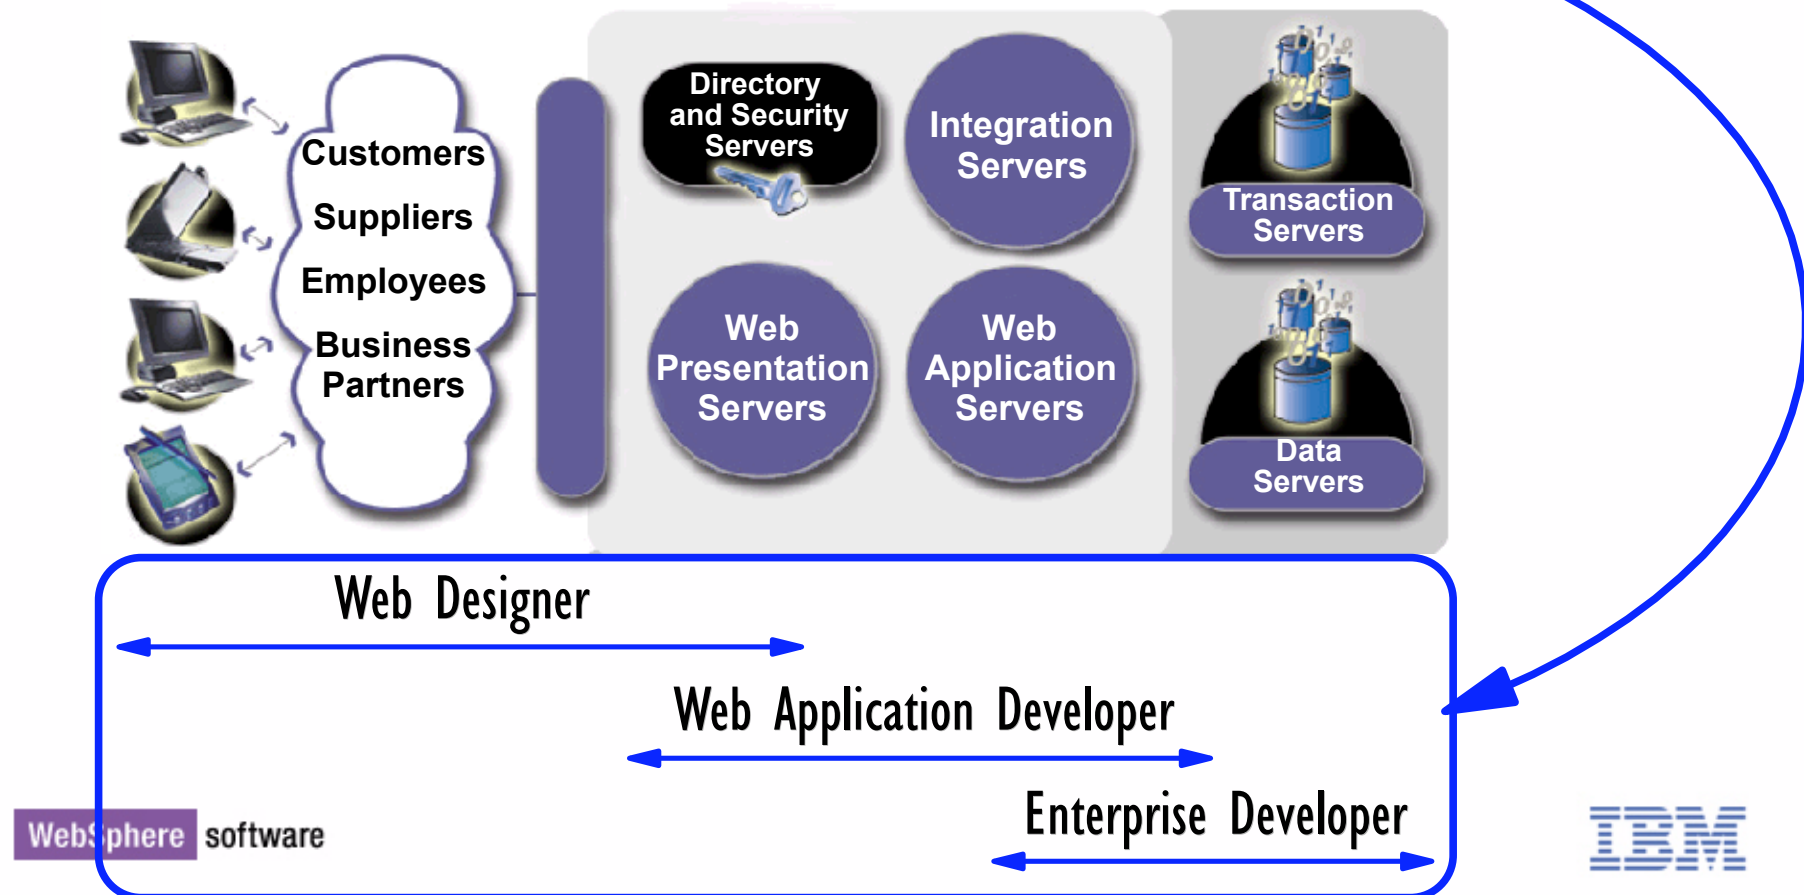 Customers
Suppliers
Employees
Business
Partners
Directory
and Security
Servers
Integration
Servers
Web
Presentation
Servers
Web
Application
Servers
Transaction
Servers
Data
Servers
Web Designer
Web Application Developer
Enterprise Developer
WebSphere software
IBM